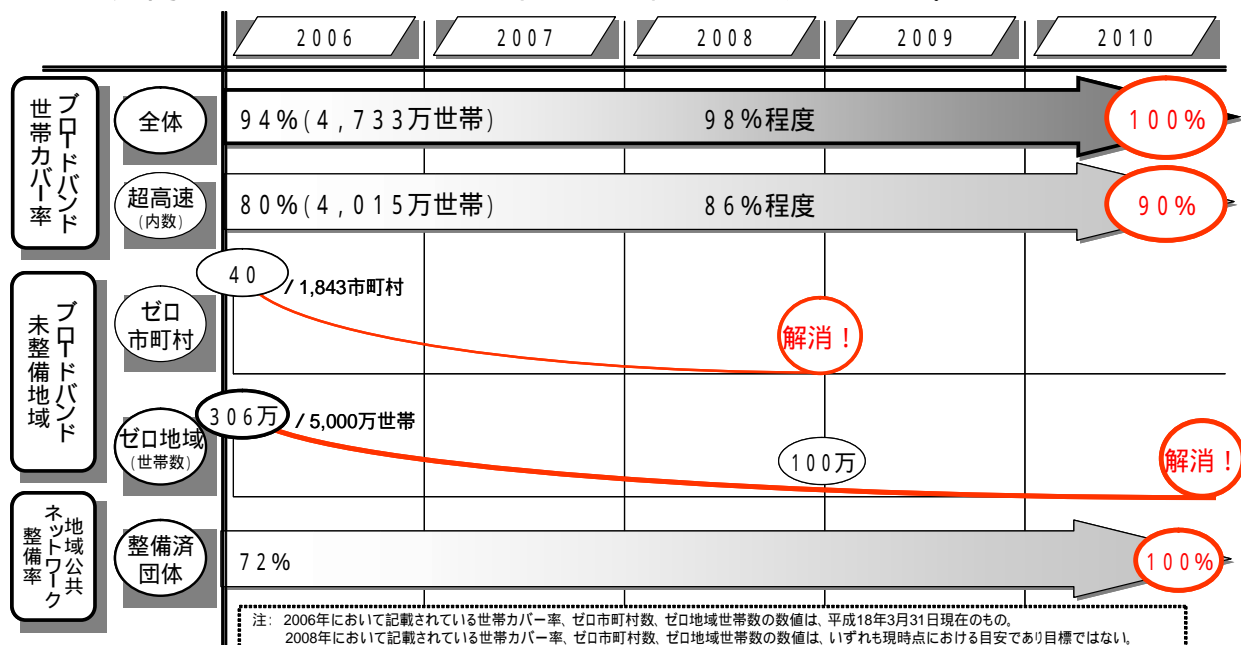 2006 2007 2008 2009 2010
ブロードバンド
世帯カバー率
全体
94%(4,733万世帯) 98%程度 100%
超高速
(内数)
80%(4,015万世帯) 86%程度 90%
ブロードバンド
未整備地域
ゼロ
市町村
40 / 1,843市町村
解消！
ゼロ地域
(世帯数)
306万 / 5,000万世帯
100万
解消！
地域公共
ネットワーク
整備率
整備済
団体
72% 100%
注: 2006年において記載されている世帯カバー率、ゼロ市町村数、ゼロ地域世帯数の数値は、平成18年3月31日現在のもの。
2008年において記載されている世帯カバー率、ゼロ市町村数、ゼロ地域世帯数の数値は、いずれも現時点における目安であり目標ではない。